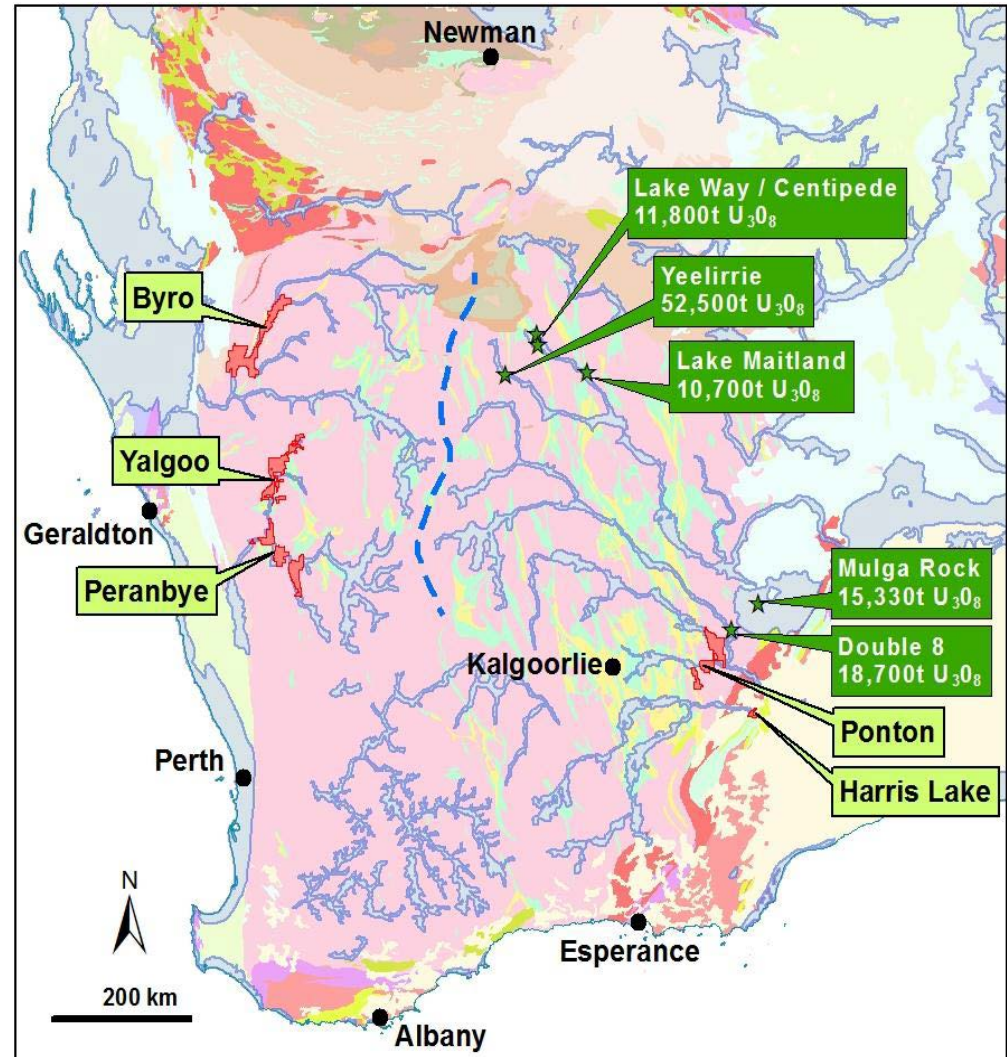 Newman
Lake Way / Centipede
11,800t U₃0₈
Yeelirrie
52,500t U₃0₈
Byro
Lake Maitland
10,700t U₃0₈
Yalgoo
Geraldton
Peranbye
Mulga Rock
15,330t U₃0₈
Double 8
18,700t U₃0₈
Kalgoorlie
Ponton
Perth
Harris Lake
N
Esperance
200 km
Albany